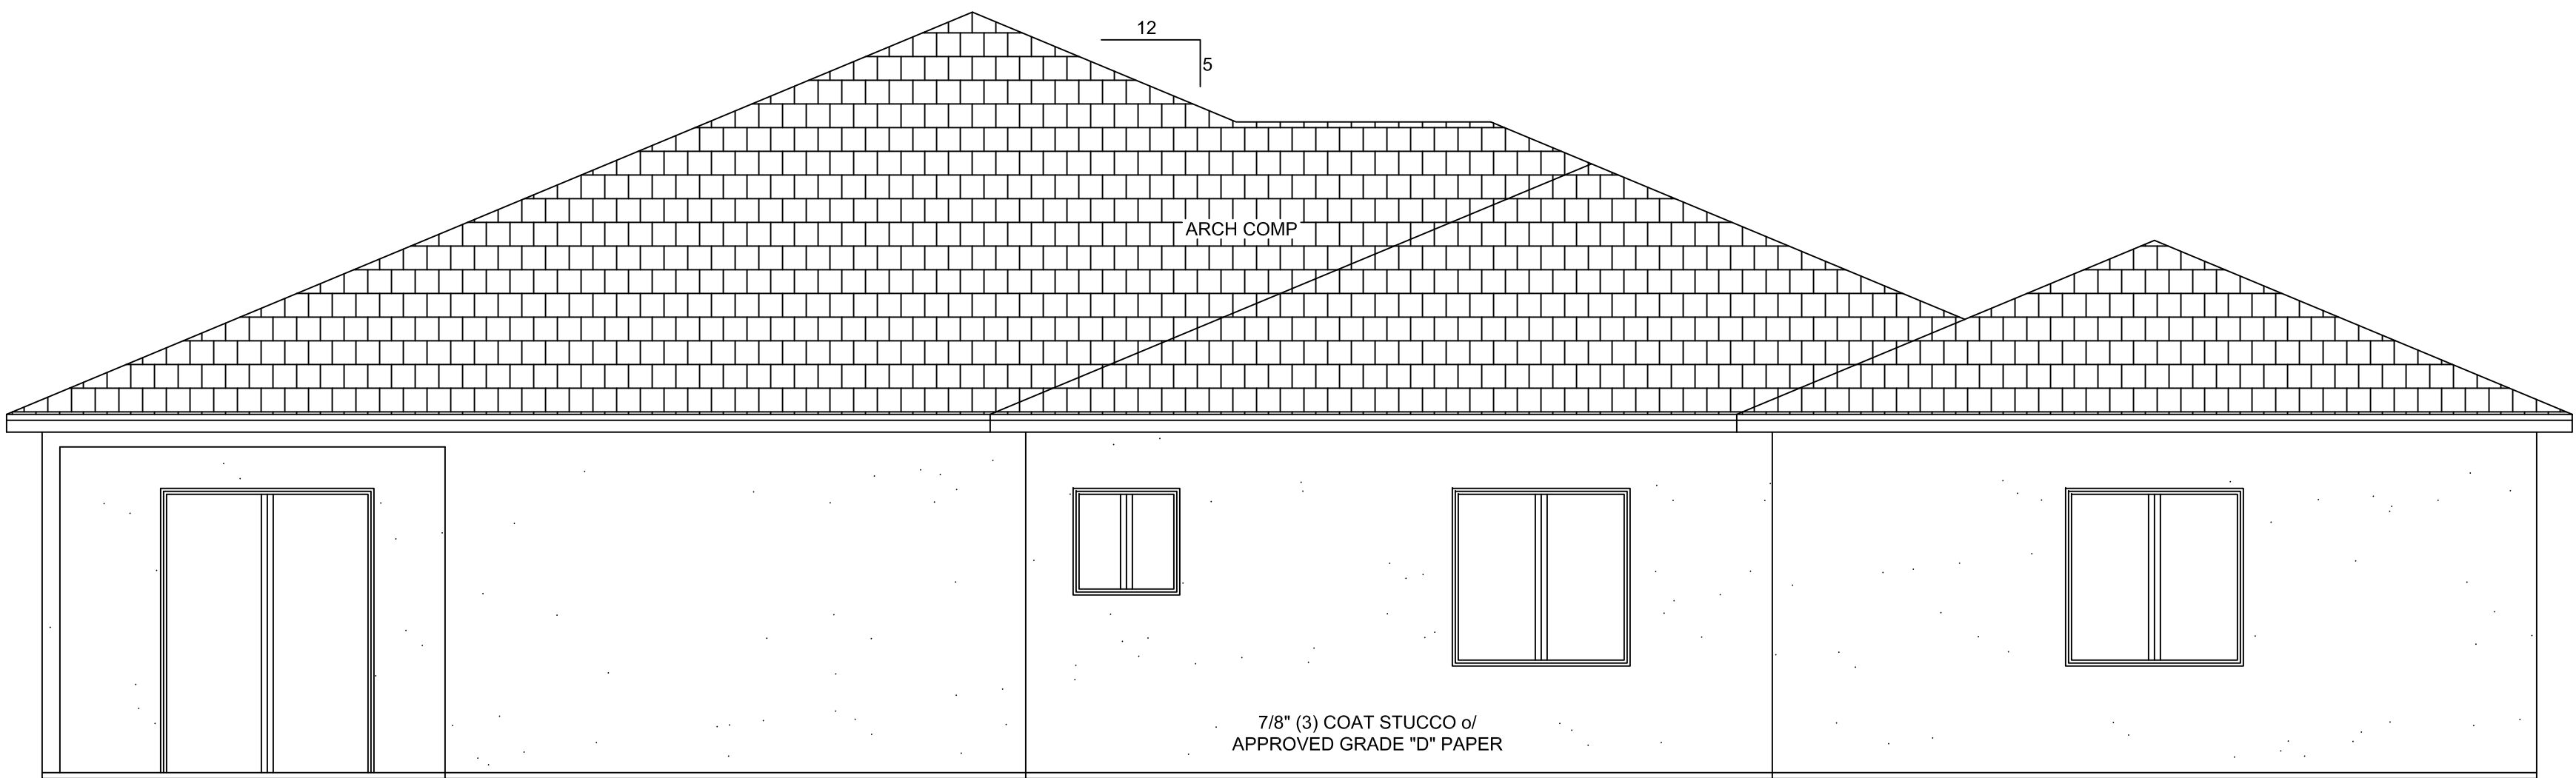 12
5
ARCH COMP
7/8" (3) COAT STUCCO o/
APPROVED GRADE "D" PAPER